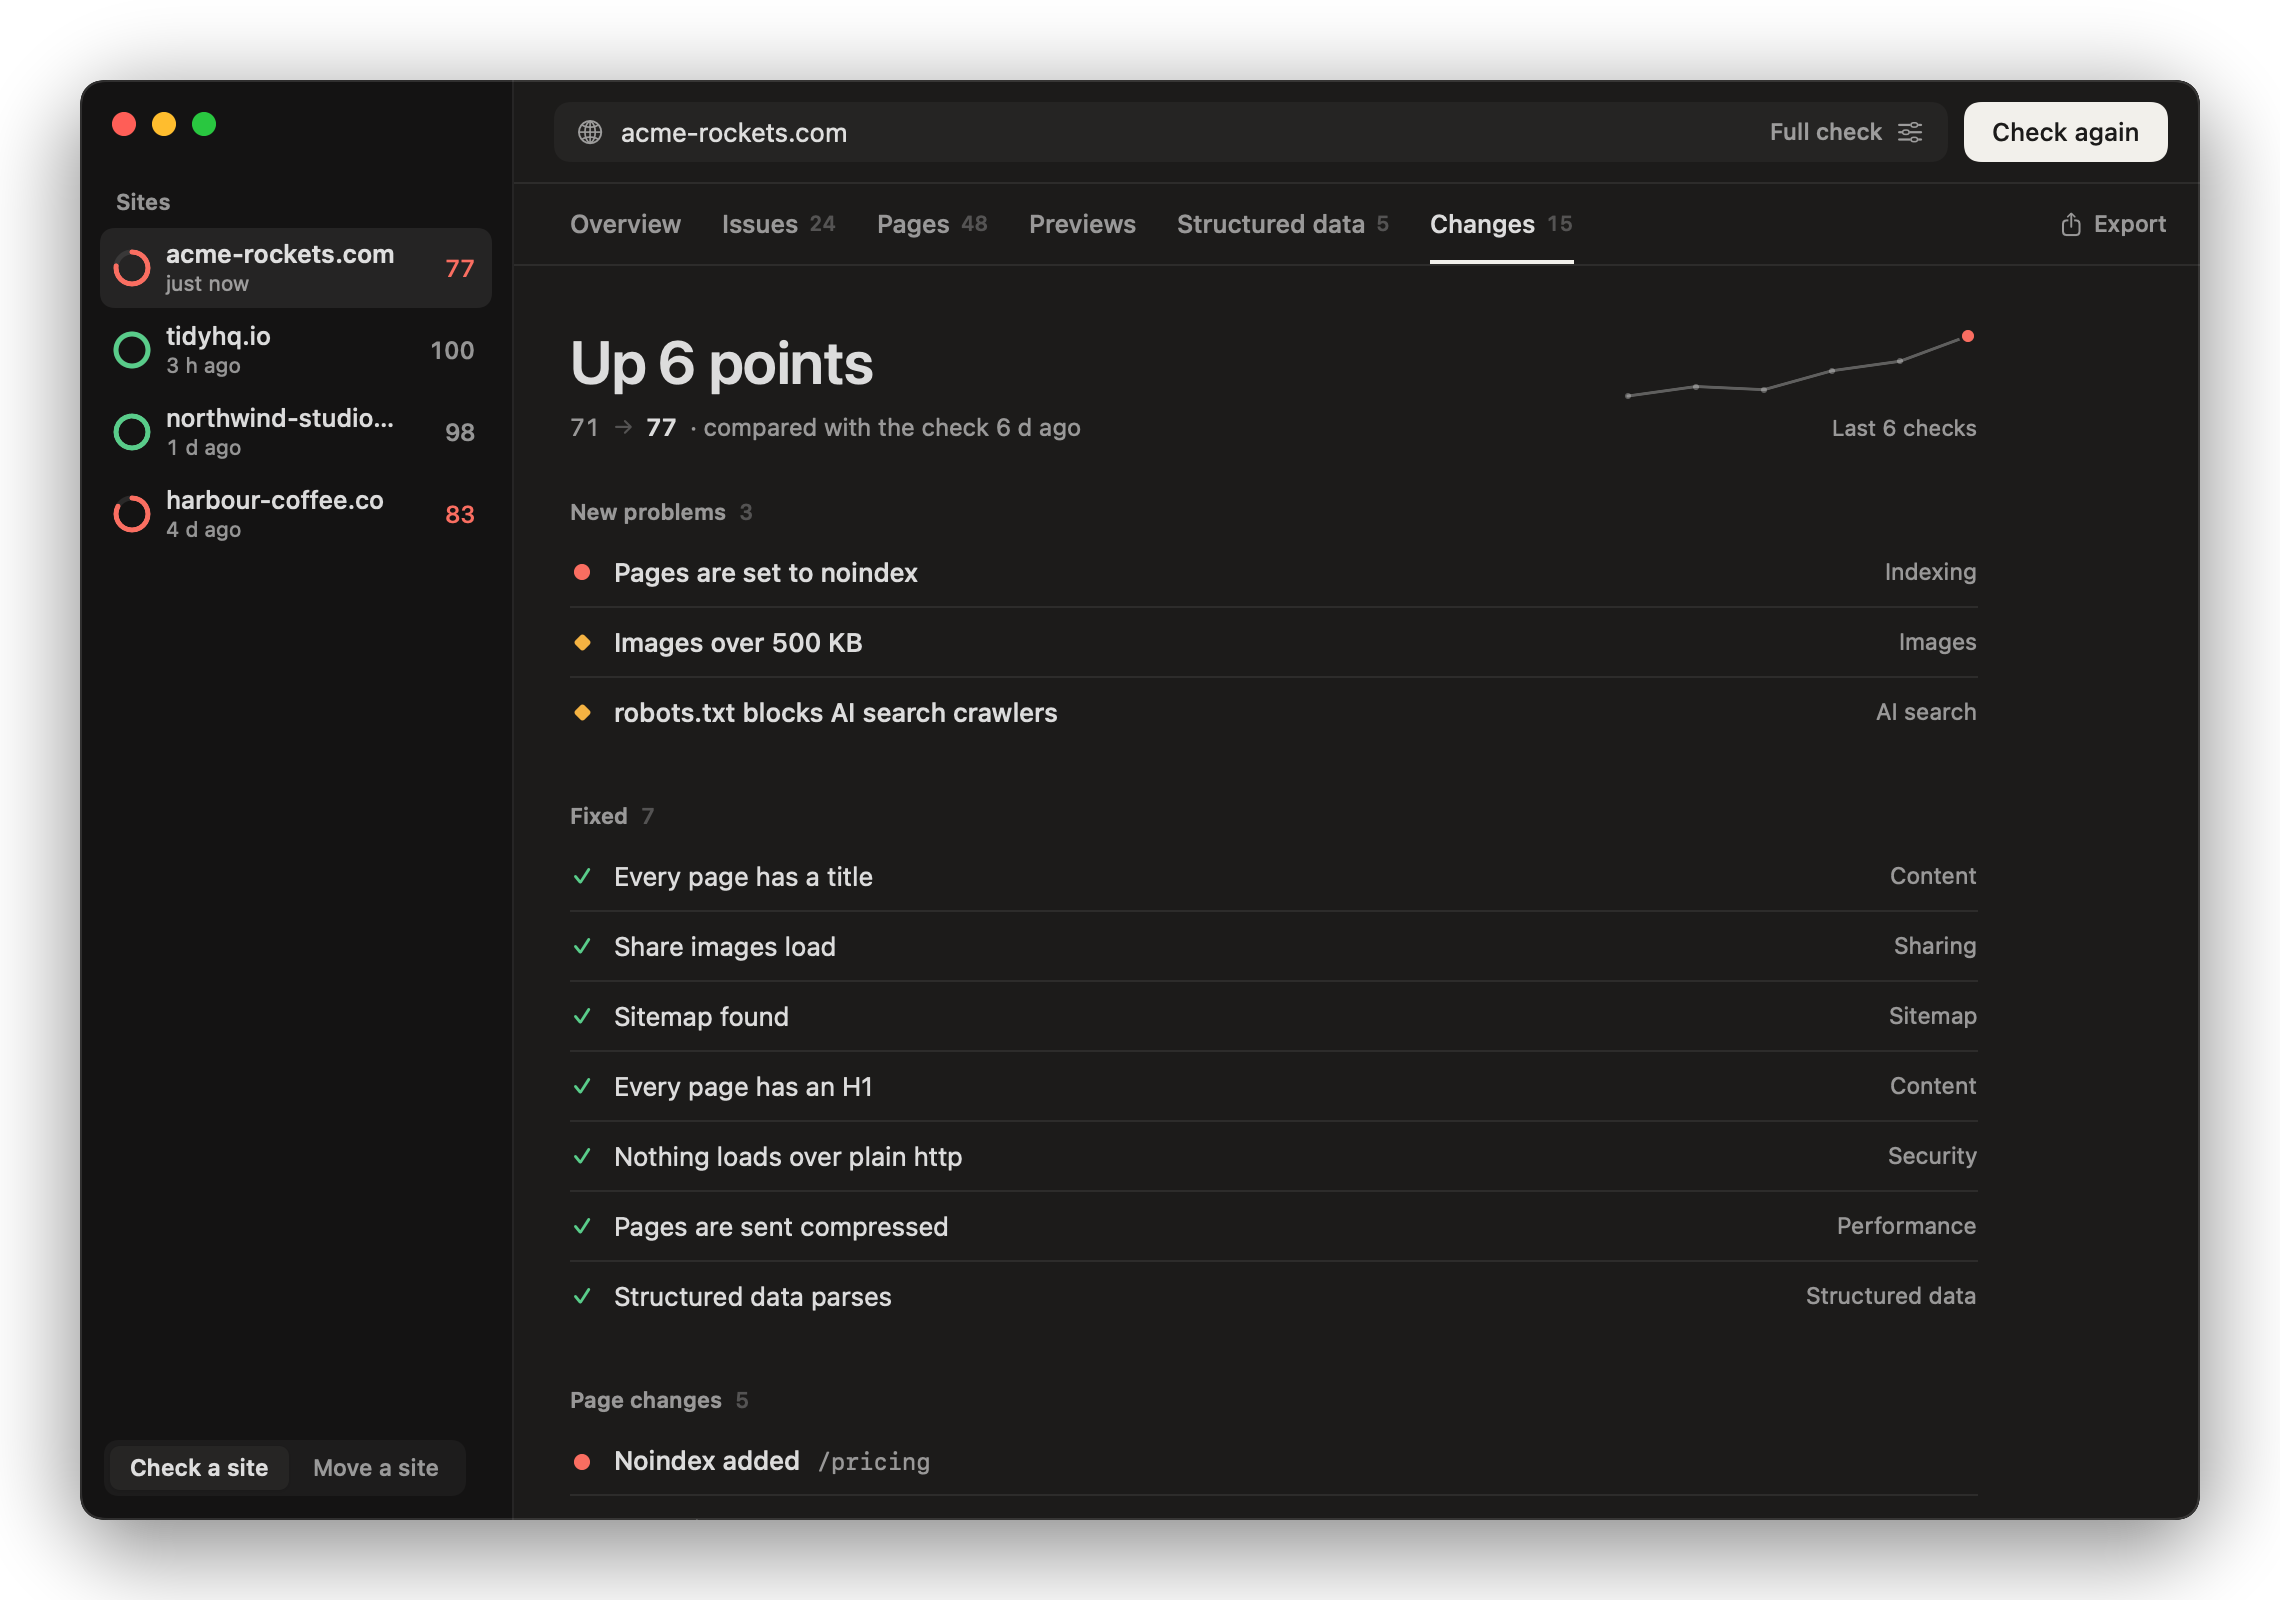 Sites
acme-rockets.com
just now
77
tidyhq.io
3 h ago
100
northwind-studio...
1 d ago
98
harbour-coffee.co
4 d ago
83
Check a site Move a site
acme-rockets.com Full check Check again
Overview Issues 24 Pages 48 Previews Structured data 5 Changes 15 Export
Up 6 points
71 → 77 · compared with the check 6 d ago
Last 6 checks
New problems 3
Pages are set to noindex Indexing
Images over 500 KB Images
robots.txt blocks AI search crawlers AI search
Fixed 7
Every page has a title Content
Share images load Sharing
Sitemap found Sitemap
Every page has an H1 Content
Nothing loads over plain http Security
Pages are sent compressed Performance
Structured data parses Structured data
Page changes 5
Noindex added /pricing